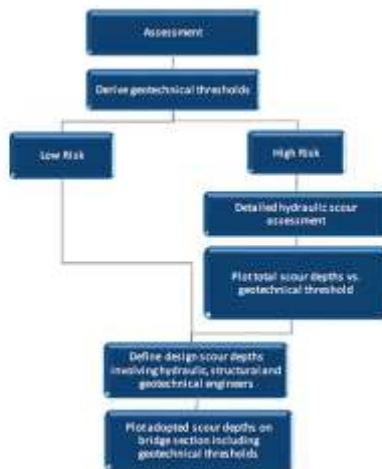 Assessment
Derive geotechnical thresholds
Low Risk
High Risk
Detailed hydraulic scour
assessment
Plot total scour depths vs.
geotechnical threshold
Define design scour depths
involving hydraulic, structural and
geotechnical engineers
Plot adopted scour depths on
bridge section including
geotechnical thresholds